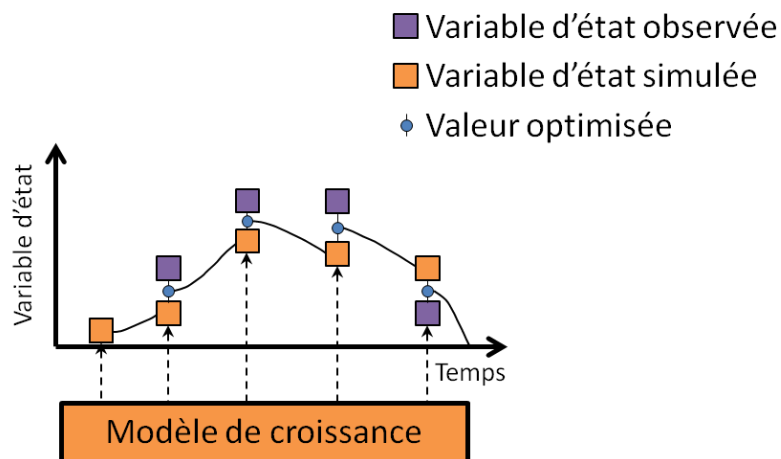 Variable d'état observée
Variable d'état simulée
Valeur optimisée
Variable d'état
Temps
Modèle de croissance